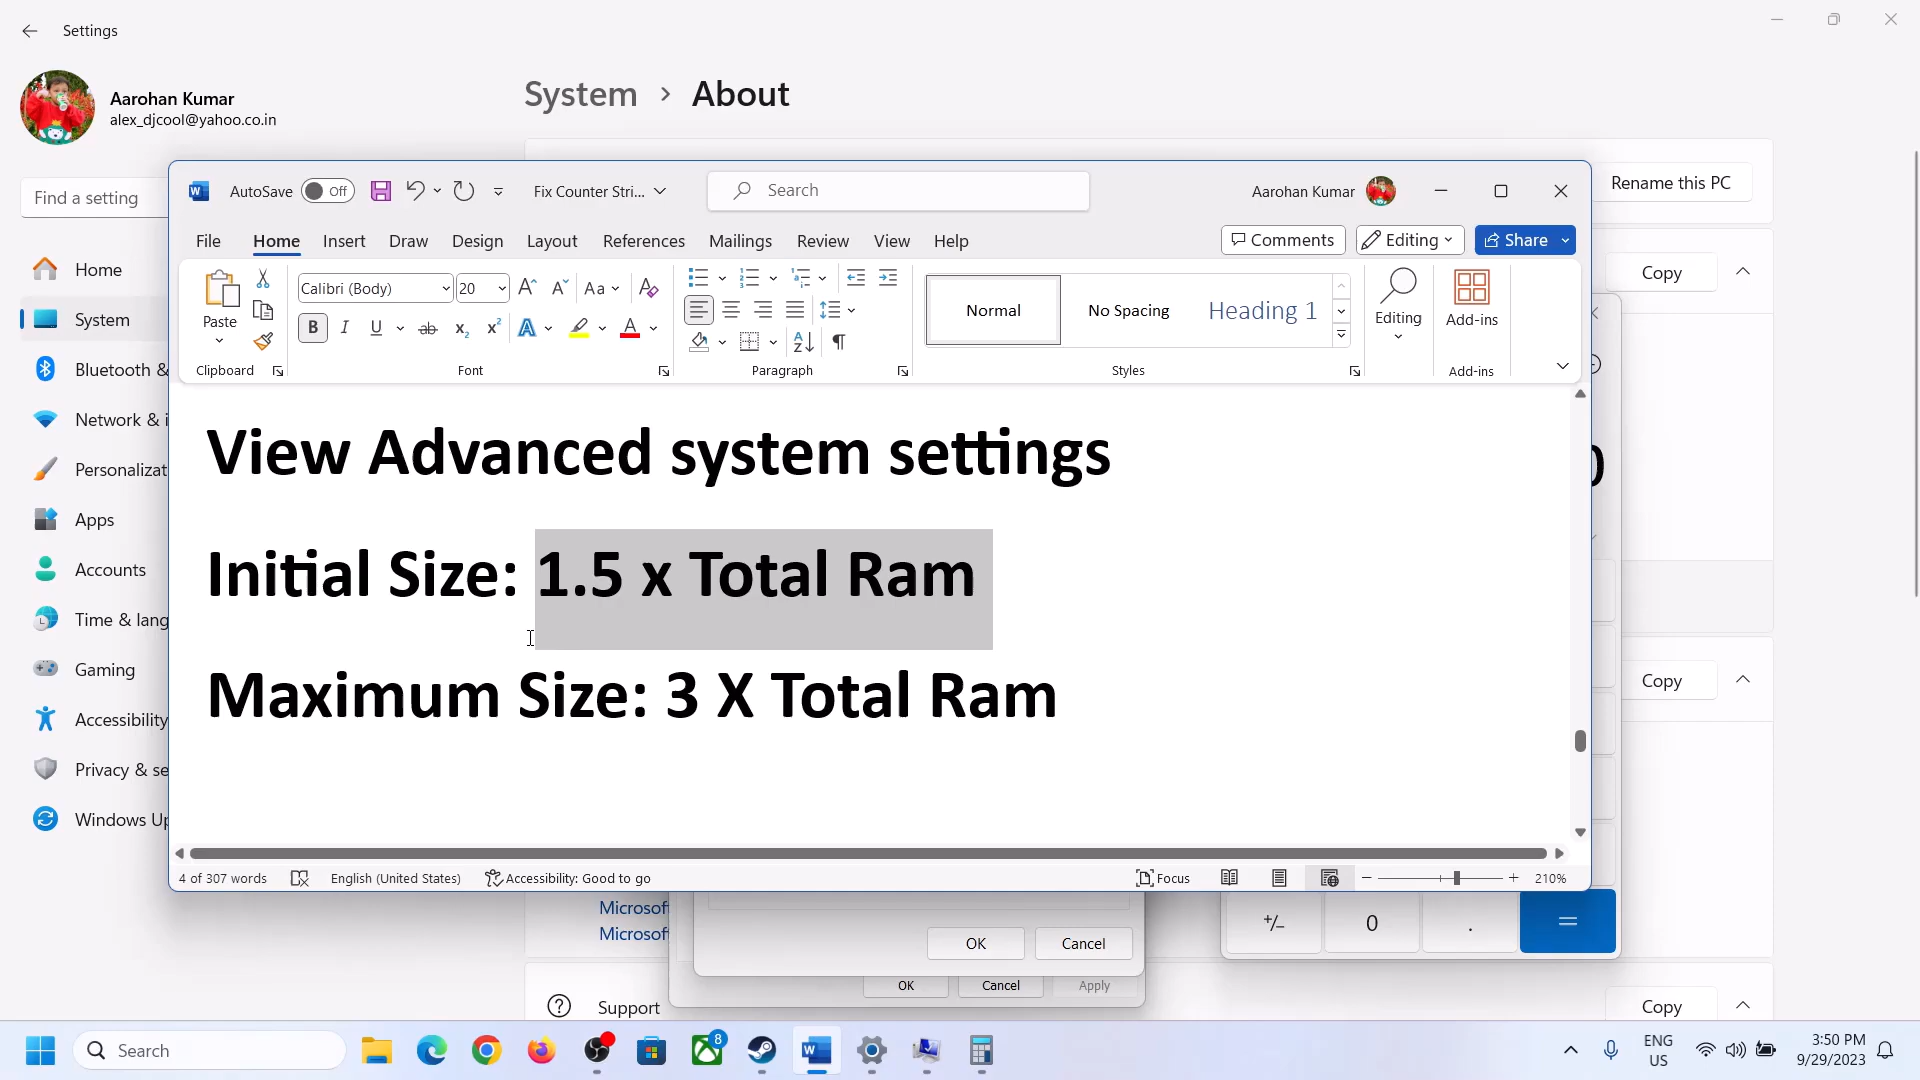 Settings
Aarohan Kumar
alex_djcool@yahoo.co.in
Find a setting
Home
System
Bluetooth &
Network & i
Personalizat
Apps
Accounts
Time & lang
Gaming
Accessibility
Privacy & se
Windows Up
System > About
Rename this PC
Copy
Copy
Copy
AutoSave Off
Fix Counter Stri...
Search
Aarohan Kumar
File Home Insert Draw Design Layout References Mailings Review View Help
Comments Editing Share
Paste
Clipboard
Calibri (Body) 20
Font
Paragraph
Normal No Spacing Heading 1
Styles
Editing
Add-ins
Add-ins
View Advanced system settings
Initial Size: 1.5 x Total Ram
Maximum Size: 3 X Total Ram
4 of 307 words English (United States) Accessibility: Good to go Focus 210%
Microsof
Microsof
OK Cancel
OK Cancel Apply
+/− 0 . =
Support
Search
8
ENG
US
3:50 PM
9/29/2023